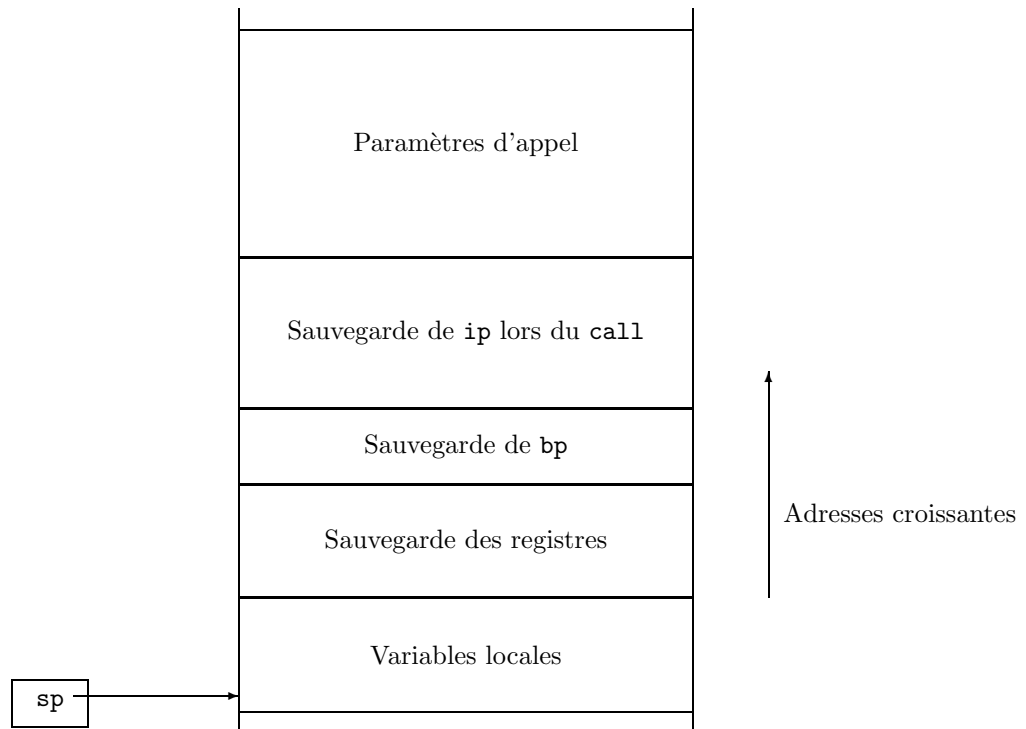 Paramètres d'appel
Sauvegarde de ip lors du call
Sauvegarde de bp
Adresses croissantes
Sauvegarde des registres
Variables locales
sp